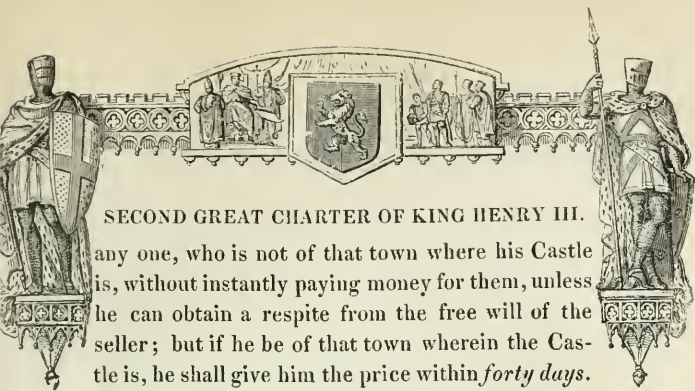 SECOND GREAT CHARTER OF KING HENRY III.
any one, who is not of that town where his Castle
is, without instantly paying money for them, unless
he can obtain a respite from the free will of the
seller; but if he be of that town wherein the Cas-
tle is, he shall give him the price within forty days.